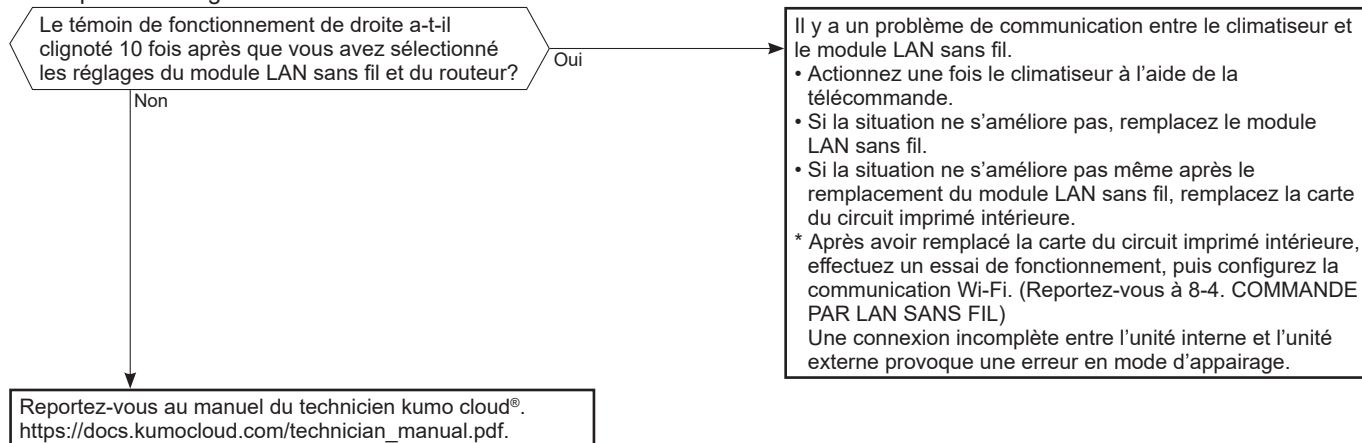 Le témoin de fonctionnement de droite a-t-il
clignoté 10 fois après que vous avez sélectionné
les réglages du module LAN sans fil et du routeur?
Oui
Non
Il y a un problème de communication entre le climatiseur et
le module LAN sans fil.
• Actionnez une fois le climatiseur à l’aide de la
télécommande.
• Si la situation ne s’améliore pas, remplacez le module
LAN sans fil.
• Si la situation ne s’améliore pas même après le
remplacement du module LAN sans fil, remplacez la carte
du circuit imprimé intérieure.
* Après avoir remplacé la carte du circuit imprimé intérieure,
effectuez un essai de fonctionnement, puis configurez la
communication Wi-Fi. (Reportez-vous à 8-4. COMMANDE
PAR LAN SANS FIL)
Une connexion incomplète entre l’unité interne et l’unité
externe provoque une erreur en mode d’appairage.
Reportez-vous au manuel du technicien kumo cloud®.
https://docs.kumocloud.com/technician_manual.pdf.